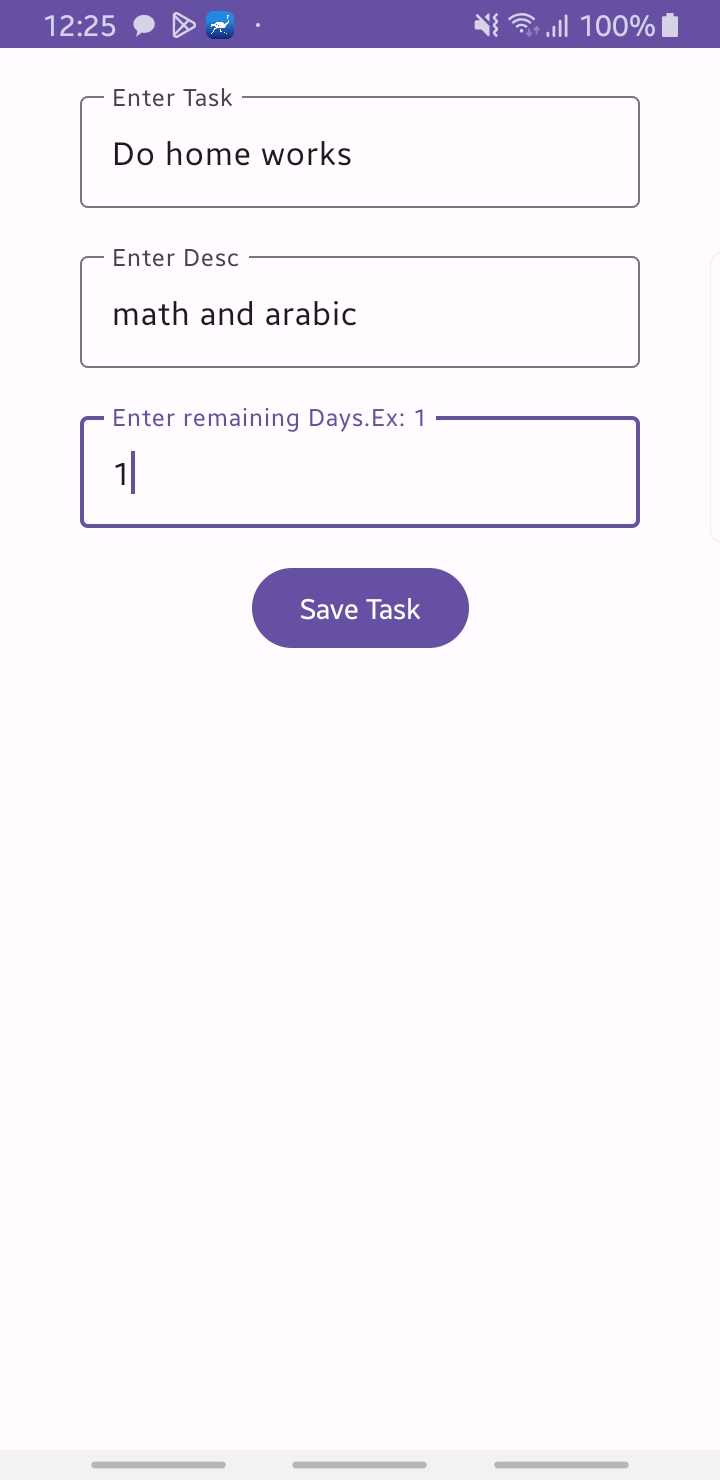 12:25
100%
Enter Task
Do home works
Enter Desc
math and arabic
Enter remaining Days.Ex: 1
1
Save Task